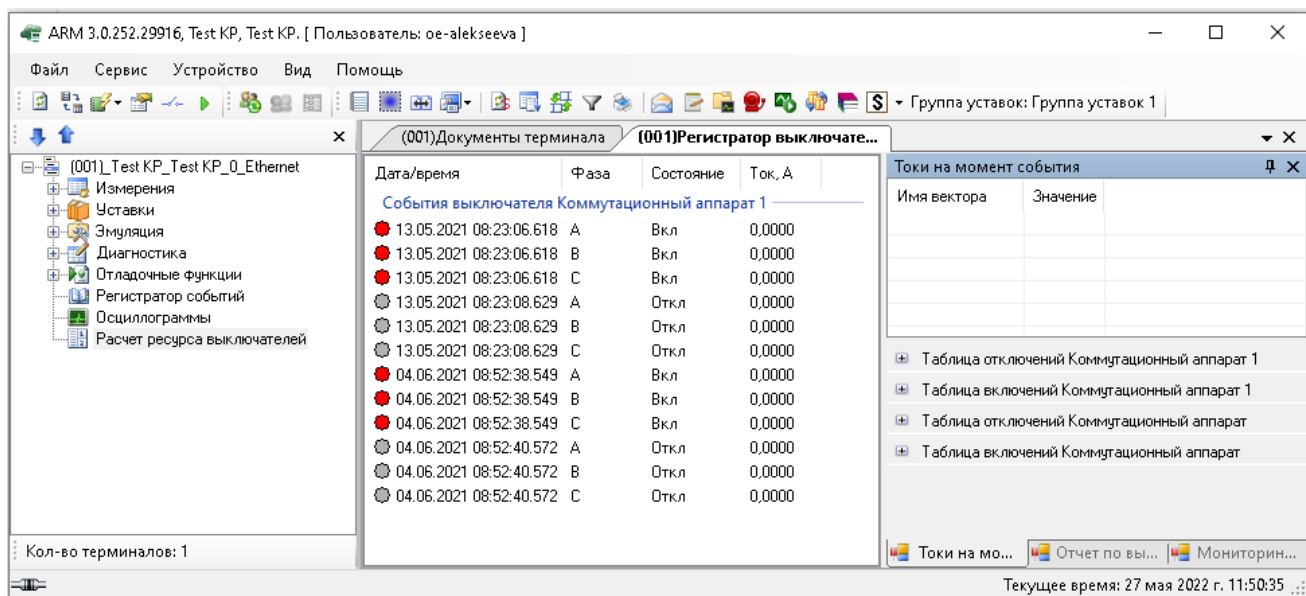 ARM 3.0.252.29916, Test KP, Test KP. [ Пользователь: oe-alekseeva ]
Файл Сервис Устройство Вид Помощь
S Группа уставок: Группа уставок 1
(001)_Test KP_Test KP_0_Ethernet
Измерения
Уставки
Эмуляция
Диагностика
Отладочные функции
Регистратор событий
Осциллограммы
Расчет ресурса выключателей
Кол-во терминалов: 1
(001)Документы терминала (001)Регистратор выключате...
Дата/время Фаза Состояние Ток, А
События выключателя Коммутационный аппарат 1
13.05.2021 08:23:06.618 A Вкл 0,0000
13.05.2021 08:23:06.618 B Вкл 0,0000
13.05.2021 08:23:06.618 C Вкл 0,0000
13.05.2021 08:23:08.629 A Откл 0,0000
13.05.2021 08:23:08.629 B Откл 0,0000
13.05.2021 08:23:08.629 C Откл 0,0000
04.06.2021 08:52:38.549 A Вкл 0,0000
04.06.2021 08:52:38.549 B Вкл 0,0000
04.06.2021 08:52:38.549 C Вкл 0,0000
04.06.2021 08:52:40.572 A Откл 0,0000
04.06.2021 08:52:40.572 B Откл 0,0000
04.06.2021 08:52:40.572 C Откл 0,0000
Токи на момент события
Имя вектора Значение
Таблица отключений Коммутационный аппарат 1
Таблица включений Коммутационный аппарат 1
Таблица отключений Коммутационный аппарат
Таблица включений Коммутационный аппарат
Токи на мо... Отчет по вы... Мониторин...
Текущее время: 27 мая 2022 г. 11:50:35